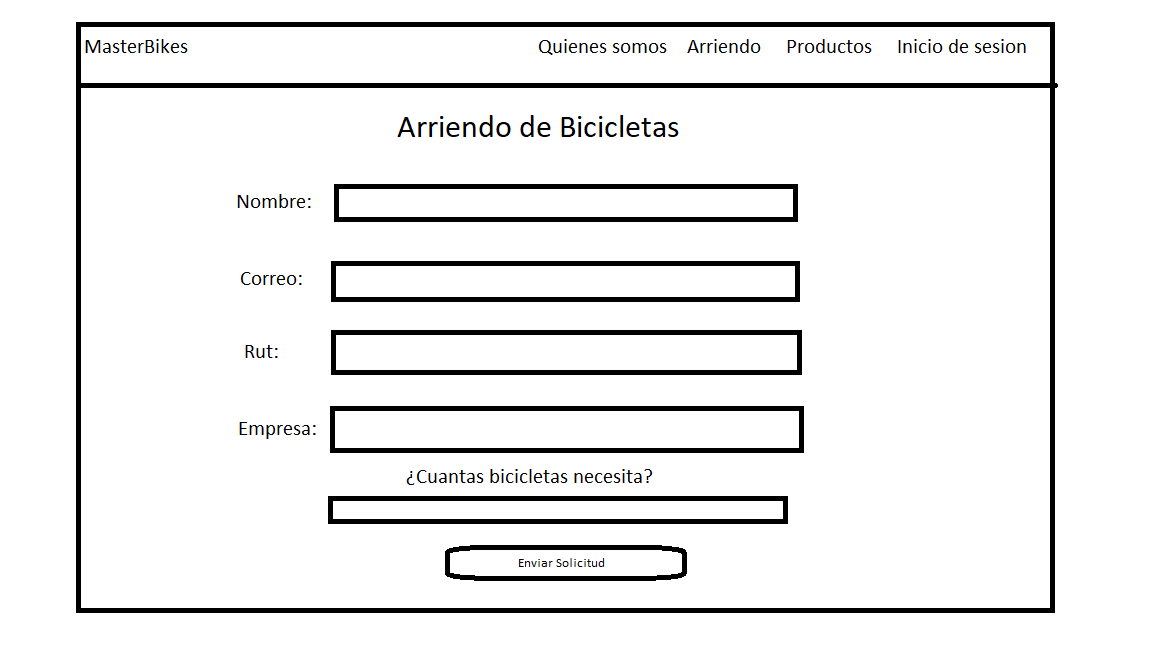 MasterBikes Quienes somos Arriendo Productos Inicio de sesion
Arriendo de Bicicletas
Nombre:
Correo:
Rut:
Empresa:
¿Cuantas bicicletas necesita?
Enviar Solicitud